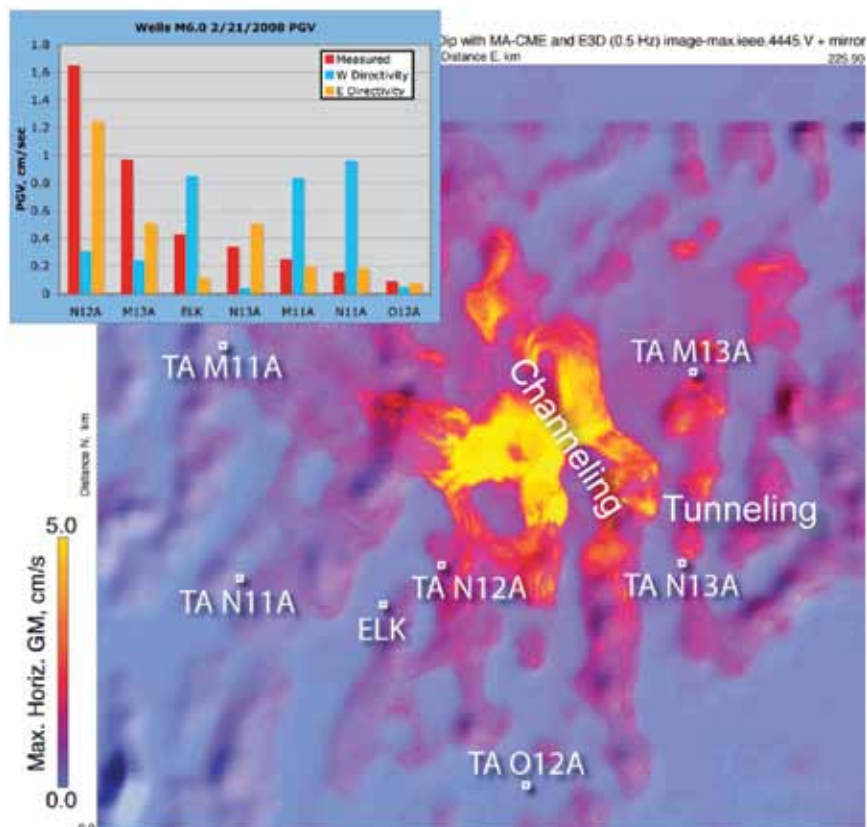 Wells M6.0 2/21/2008 PGV
1.8
1.6
1.4
1.2
1
0.8
0.6
0.4
0.2
0
PGV, cm/sec
Measured
W Directivity
E Directivity
N12A M13A ELK N13A M11A N11A O12A
Dip with MA-CME and E3D (0.5 Hz) image-max.ieee.4445.V + mirror
Distance E, km 225.90
TA M11A
TA M13A
Channeling
Distance N, km
Tunneling
5.0
TA N11A
TA N12A
TA N13A
ELK
Max. Horiz. GM, cm/s
TA O12A
0.0